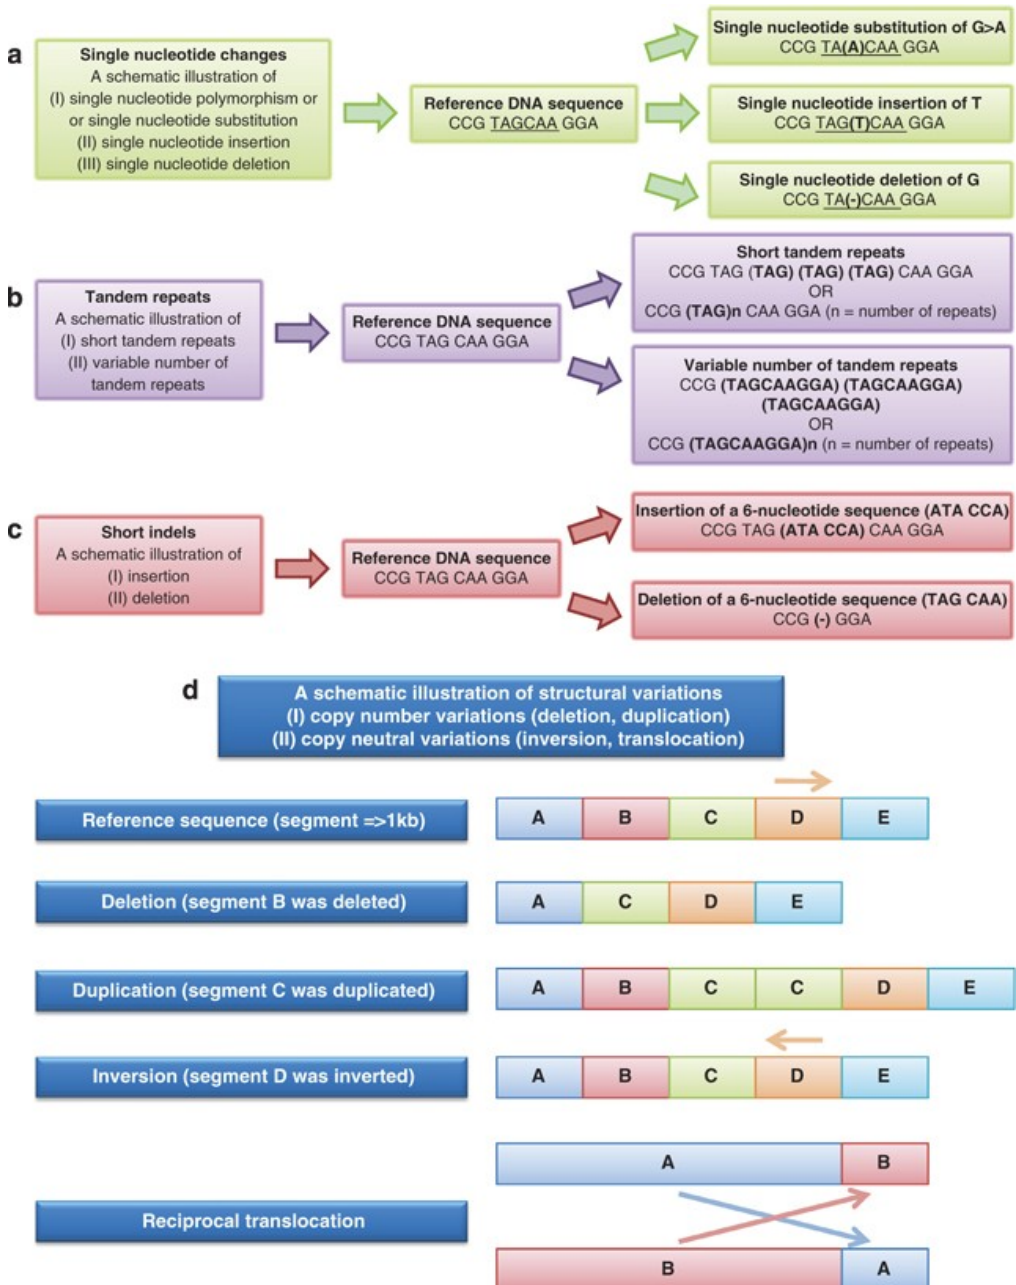 a
Single nucleotide changes
A schematic illustration of
(I) single nucleotide polymorphism or
or single nucleotide substitution
(II) single nucleotide insertion
(III) single nucleotide deletion
Reference DNA sequence
CCG TAGCAA GGA
Single nucleotide substitution of G>A
CCG TA(A)CAA GGA
Single nucleotide insertion of T
CCG TAG(T)CAA GGA
Single nucleotide deletion of G
CCG TA(-)CAA GGA
b
Tandem repeats
A schematic illustration of
(I) short tandem repeats
(II) variable number of
tandem repeats
Reference DNA sequence
CCG TAG CAA GGA
Short tandem repeats
CCG TAG (TAG) (TAG) (TAG) CAA GGA
OR
CCG (TAG)n CAA GGA (n = number of repeats)
Variable number of tandem repeats
CCG (TAGCAAGGA) (TAGCAAGGA)
(TAGCAAGGA)
OR
CCG (TAGCAAGGA)n (n = number of repeats)
c
Short indels
A schematic illustration of
(I) insertion
(II) deletion
Reference DNA sequence
CCG TAG CAA GGA
Insertion of a 6-nucleotide sequence (ATA CCA)
CCG TAG (ATA CCA) CAA GGA
Deletion of a 6-nucleotide sequence (TAG CAA)
CCG (-) GGA
d
A schematic illustration of structural variations
(I) copy number variations (deletion, duplication)
(II) copy neutral variations (inversion, translocation)
Reference sequence (segment =>1kb)
A B C D E
Deletion (segment B was deleted)
A C D E
Duplication (segment C was duplicated)
A B C C D E
Inversion (segment D was inverted)
A B C D E
Reciprocal translocation
A B
B A